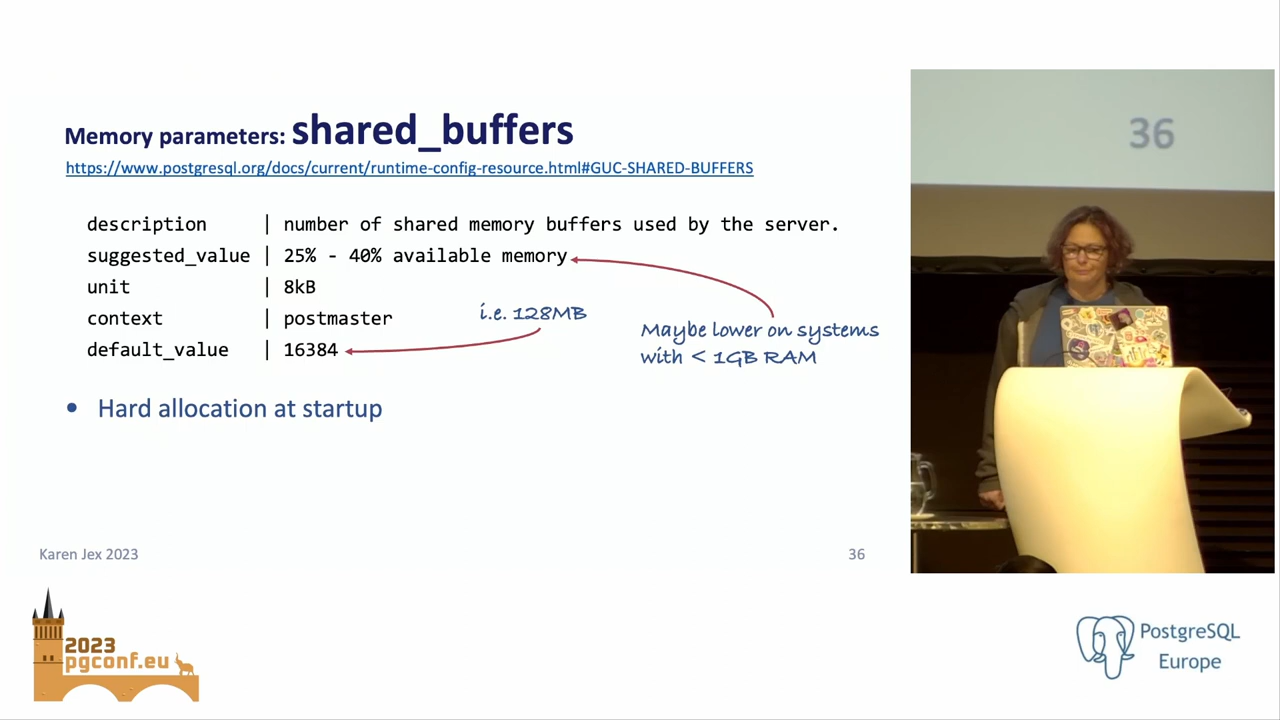 Memory parameters: shared_buffers
https://www.postgresql.org/docs/current/runtime-config-resource.html#GUC-SHARED-BUFFERS
description | number of shared memory buffers used by the server.
suggested_value | 25% - 40% available memory
unit | 8kB
context | postmaster
default_value | 16384
i.e. 128MB
Maybe lower on systems
with < 1GB RAM
• Hard allocation at startup
Karen Jex 2023
36
36
2023
pgconf.eu
PostgreSQL
Europe